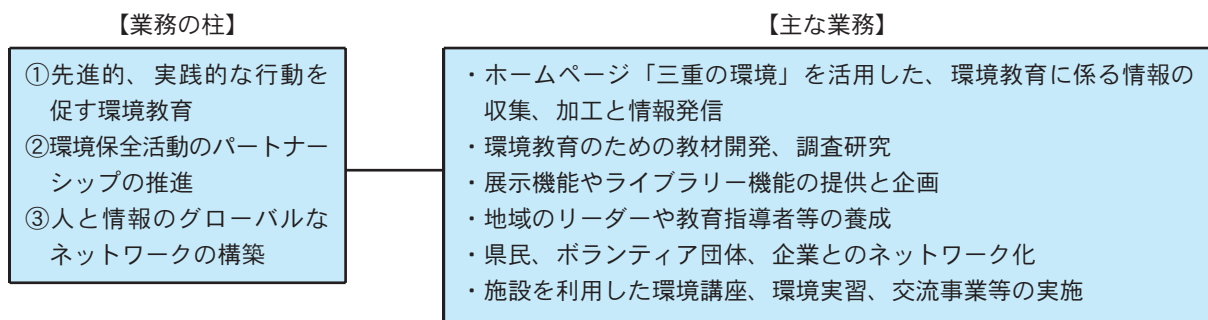 【業務の柱】
①先進的、実践的な行動を
促す環境教育
②環境保全活動のパートナー
シップの推進
③人と情報のグローバルな
ネットワークの構築
【主な業務】
・ホームページ「三重の環境」を活用した、環境教育に係る情報の
収集、加工と情報発信
・環境教育のための教材開発、調査研究
・展示機能やライブラリー機能の提供と企画
・地域のリーダーや教育指導者等の養成
・県民、ボランティア団体、企業とのネットワーク化
・施設を利用した環境講座、環境実習、交流事業等の実施